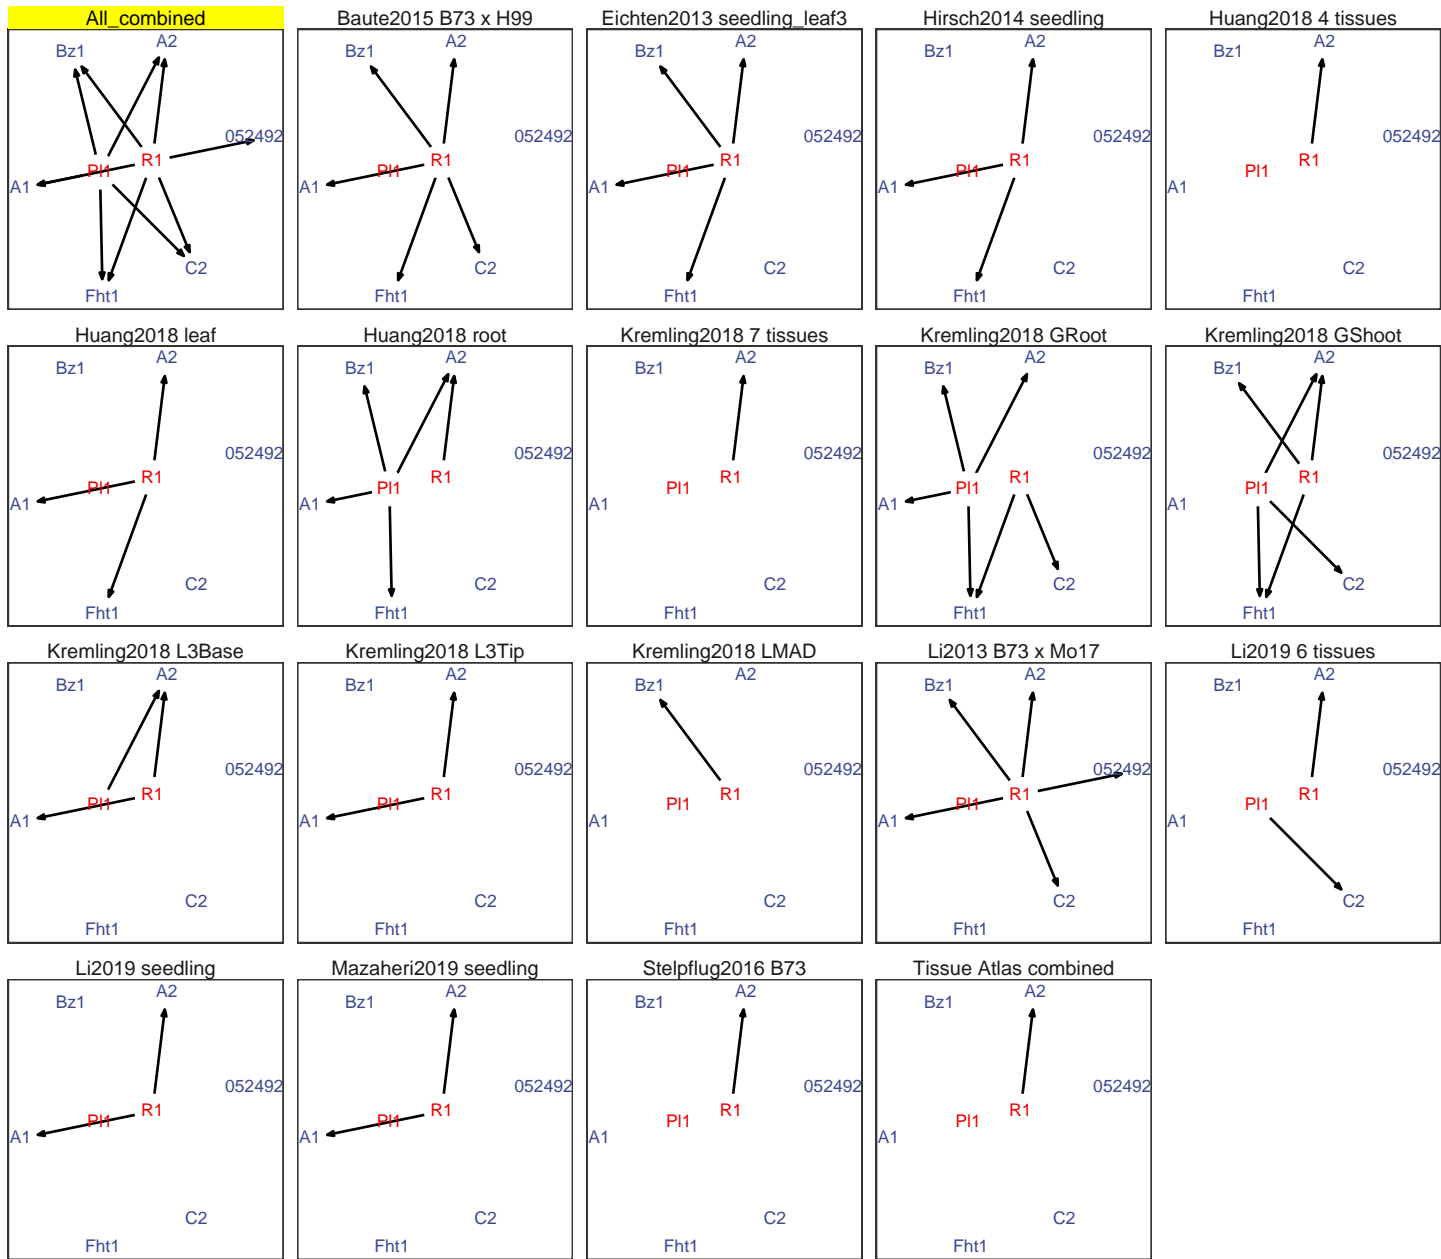 All_combined
Baute2015 B73 x H99
Eichten2013 seedling_leaf3
Hirsch2014 seedling
Huang2018 4 tissues
Bz1
A2
052492
R1
Pl1
A1
C2
Fht1
Bz1
A2
052492
R1
Pl1
A1
C2
Fht1
Bz1
A2
052492
R1
Pl1
A1
C2
Fht1
Bz1
A2
052492
R1
Pl1
A1
C2
Fht1
Bz1
A2
052492
R1
Pl1
A1
C2
Fht1
Huang2018 leaf
Huang2018 root
Kremling2018 7 tissues
Kremling2018 GRoot
Kremling2018 GShoot
Bz1
A2
052492
R1
Pl1
A1
C2
Fht1
Bz1
A2
052492
R1
Pl1
A1
C2
Fht1
Bz1
A2
052492
R1
Pl1
A1
C2
Fht1
Bz1
A2
052492
R1
Pl1
A1
C2
Fht1
Bz1
A2
052492
R1
Pl1
A1
C2
Fht1
Kremling2018 L3Base
Kremling2018 L3Tip
Kremling2018 LMAD
Li2013 B73 x Mo17
Li2019 6 tissues
Bz1
A2
052492
R1
Pl1
A1
C2
Fht1
Bz1
A2
052492
R1
Pl1
A1
C2
Fht1
Bz1
A2
052492
R1
Pl1
A1
C2
Fht1
Bz1
A2
052492
R1
Pl1
A1
C2
Fht1
Bz1
A2
052492
R1
Pl1
A1
C2
Fht1
Li2019 seedling
Mazaheri2019 seedling
Stelpflug2016 B73
Tissue Atlas combined
Bz1
A2
052492
R1
Pl1
A1
C2
Fht1
Bz1
A2
052492
R1
Pl1
A1
C2
Fht1
Bz1
A2
052492
R1
Pl1
A1
C2
Fht1
Bz1
A2
052492
R1
Pl1
A1
C2
Fht1